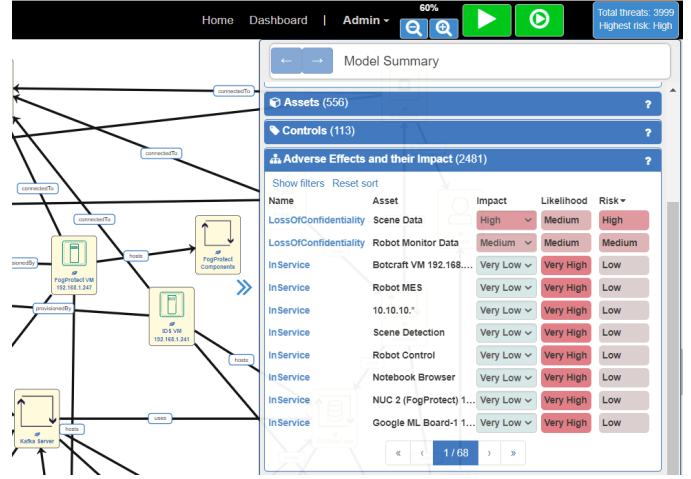 60%
Home Dashboard | Admin
Total threats: 3999
Highest risk: High
Model Summary
Assets (556) ?
Controls (113) ?
Adverse Effects and their Impact (2481) ?
Show filters Reset sort
Name Asset Impact Likelihood Risk
LossOfConfidentiality Scene Data High Medium High
LossOfConfidentiality Robot Monitor Data Medium Medium Medium
InService Botcraft VM 192.168.... Very Low Very High Low
InService Robot MES Very Low Very High Low
InService 10.10.10.* Very Low Very High Low
InService Scene Detection Very Low Very High Low
InService Robot Control Very Low Very High Low
InService Notebook Browser Very Low Very High Low
InService NUC 2 (FogProtect) 1... Very Low Very High Low
InService Google ML Board-1 1... Very Low Very High Low
« ‹ 1 / 68 › »
connectedTo
connectedTo
connectedTo
connectedTo
hosts
FogProtect
Components
FogProtect VM
192.168.1.247
provisionedBy
IDS VM
192.168.1.241
hosts
uses
hosts
Kafka Server